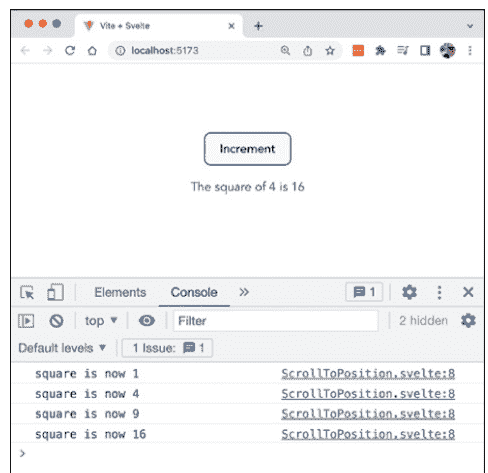 Vite + Svelte
localhost:5173
Increment
The square of 4 is 16
Elements Console 1
top Filter 2 hidden
Default levels 1 Issue: 1
square is now 1 ScrollToPosition.svelte:8
square is now 4 ScrollToPosition.svelte:8
square is now 9 ScrollToPosition.svelte:8
square is now 16 ScrollToPosition.svelte:8